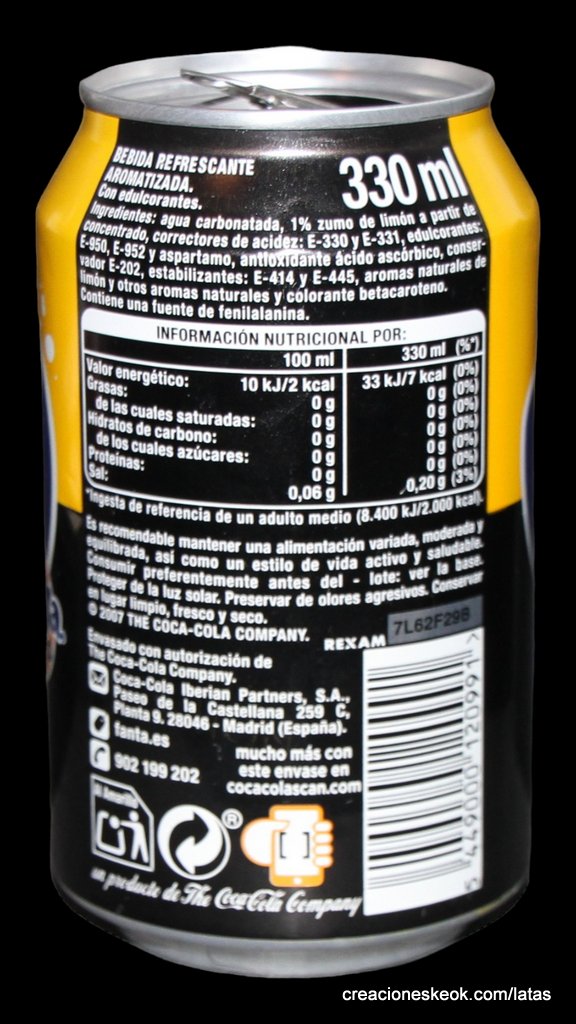 BEBIDA REFRESCANTE
AROMATIZADA.
Con edulcorantes.
330 ml
Ingredientes: agua carbonatada, 1% zumo de limón a partir de
concentrado, correctores de acidez: E-330 y E-331, edulcorantes:
E-950, E-952 y aspartamo, antioxidante ácido ascórbico, conser-
vador E-202, estabilizantes: E-414 y E-445, aromas naturales de
limón y otros aromas naturales y colorante betacaroteno.
Contiene una fuente de fenilalanina.
INFORMACIÓN NUTRICIONAL POR:
100 ml 330 ml (%*)
Valor energético: 10 kJ/2 kcal 33 kJ/7 kcal (0%)
Grasas: 0 g 0 g (0%)
de las cuales saturadas: 0 g 0 g (0%)
Hidratos de carbono: 0 g 0 g (0%)
de los cuales azúcares: 0 g 0 g (0%)
Proteínas: 0 g 0 g (0%)
Sal: 0,06 g 0,20 g (3%)
*Ingesta de referencia de un adulto medio (8.400 kJ/2.000 kcal).
Es recomendable mantener una alimentación variada, moderada y
equilibrada, así como un estilo de vida activo y saludable.
Consumir preferentemente antes del - lote: ver la base.
Proteger de la luz solar. Preservar de olores agresivos. Conservar
en lugar limpio, fresco y seco.
© 2007 THE COCA-COLA COMPANY.
REXAM
7L62F29B
Envasado con autorización de
The Coca-Cola Company.
Coca-Cola Iberian Partners, S.A.,
Paseo de la Castellana 259 C,
Planta 9. 28046 - Madrid (España).
fanta.es
902 199 202
mucho más con
este envase en
cocacolascan.com
Al Amarillo
®
un producto de The Coca-Cola Company
5 449000 120991 >
creacioneskeok.com/latas